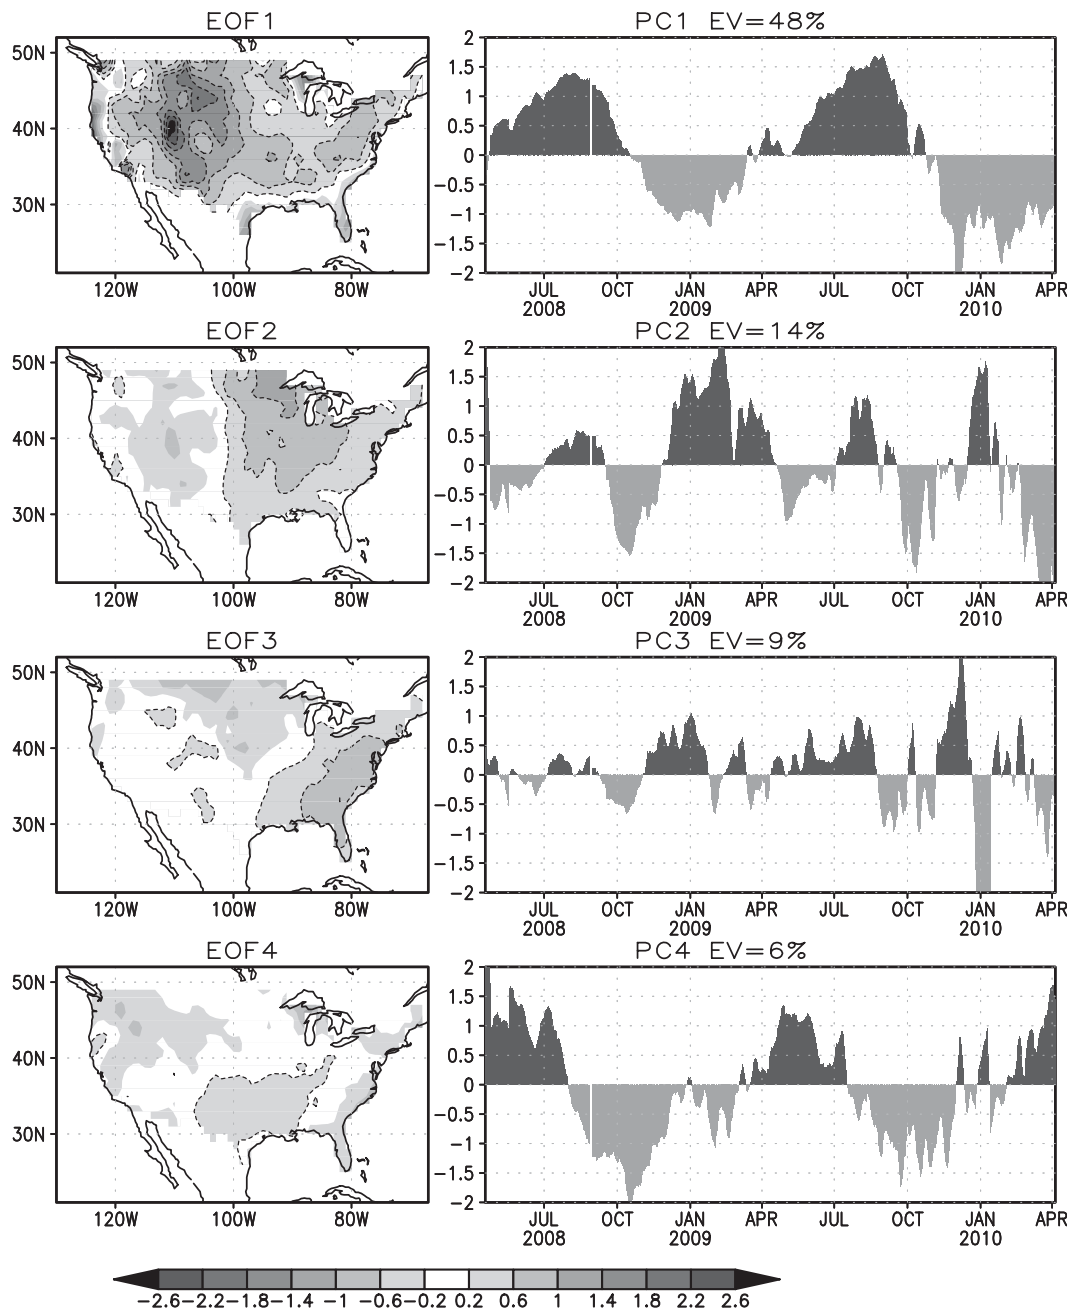 EOF1 PC1 EV=48%
50N
40N
30N
120W 100W 80W
2
1.5
1
0.5
0
−0.5
−1
−1.5
−2
JUL OCT JAN APR JUL OCT JAN APR
2008 2009 2010
EOF2 PC2 EV=14%
50N
40N
30N
120W 100W 80W
2
1.5
1
0.5
0
−0.5
−1
−1.5
−2
JUL OCT JAN APR JUL OCT JAN APR
2008 2009 2010
EOF3 PC3 EV=9%
50N
40N
30N
120W 100W 80W
2
1.5
1
0.5
0
−0.5
−1
−1.5
−2
JUL OCT JAN APR JUL OCT JAN APR
2008 2009 2010
EOF4 PC4 EV=6%
50N
40N
30N
120W 100W 80W
2
1.5
1
0.5
0
−0.5
−1
−1.5
−2
JUL OCT JAN APR JUL OCT JAN APR
2008 2009 2010
−2.6 −2.2 −1.8 −1.4 −1 −0.6 −0.2 0.2 0.6 1 1.4 1.8 2.2 2.6